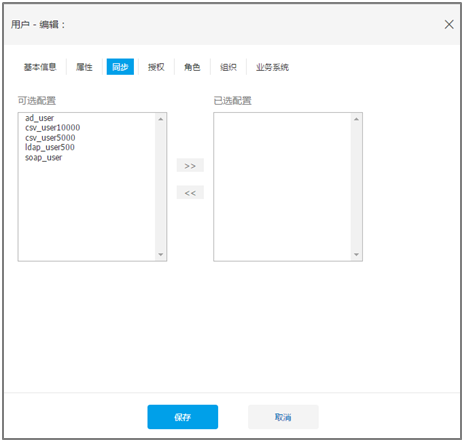 用户 - 编辑：
基本信息 属性 同步 授权 角色 组织 业务系统
可选配置 已选配置
ad_user
csv_user10000
csv_user5000
ldap_user500
soap_user
>>
<<
保存 取消